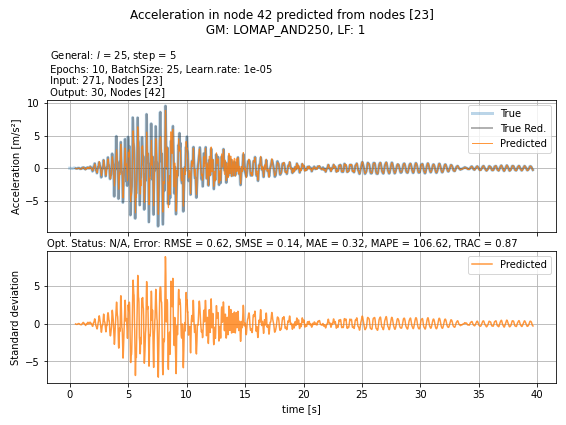 Acceleration in node 42 predicted from nodes [23]
GM: LOMAP_AND250, LF: 1
General: l = 25, step = 5
Epochs: 10, BatchSize: 25, Learn.rate: 1e-05
Input: 271, Nodes [23]
Output: 30, Nodes [42]
10
5
0
−5
Acceleration [m/s²]
True
True Red.
Predicted
Opt. Status: N/A, Error: RMSE = 0.62, SMSE = 0.14, MAE = 0.32, MAPE = 106.62, TRAC = 0.87
5
0
−5
Standard deviation
Predicted
0 5 10 15 20 25 30 35 40
time [s]